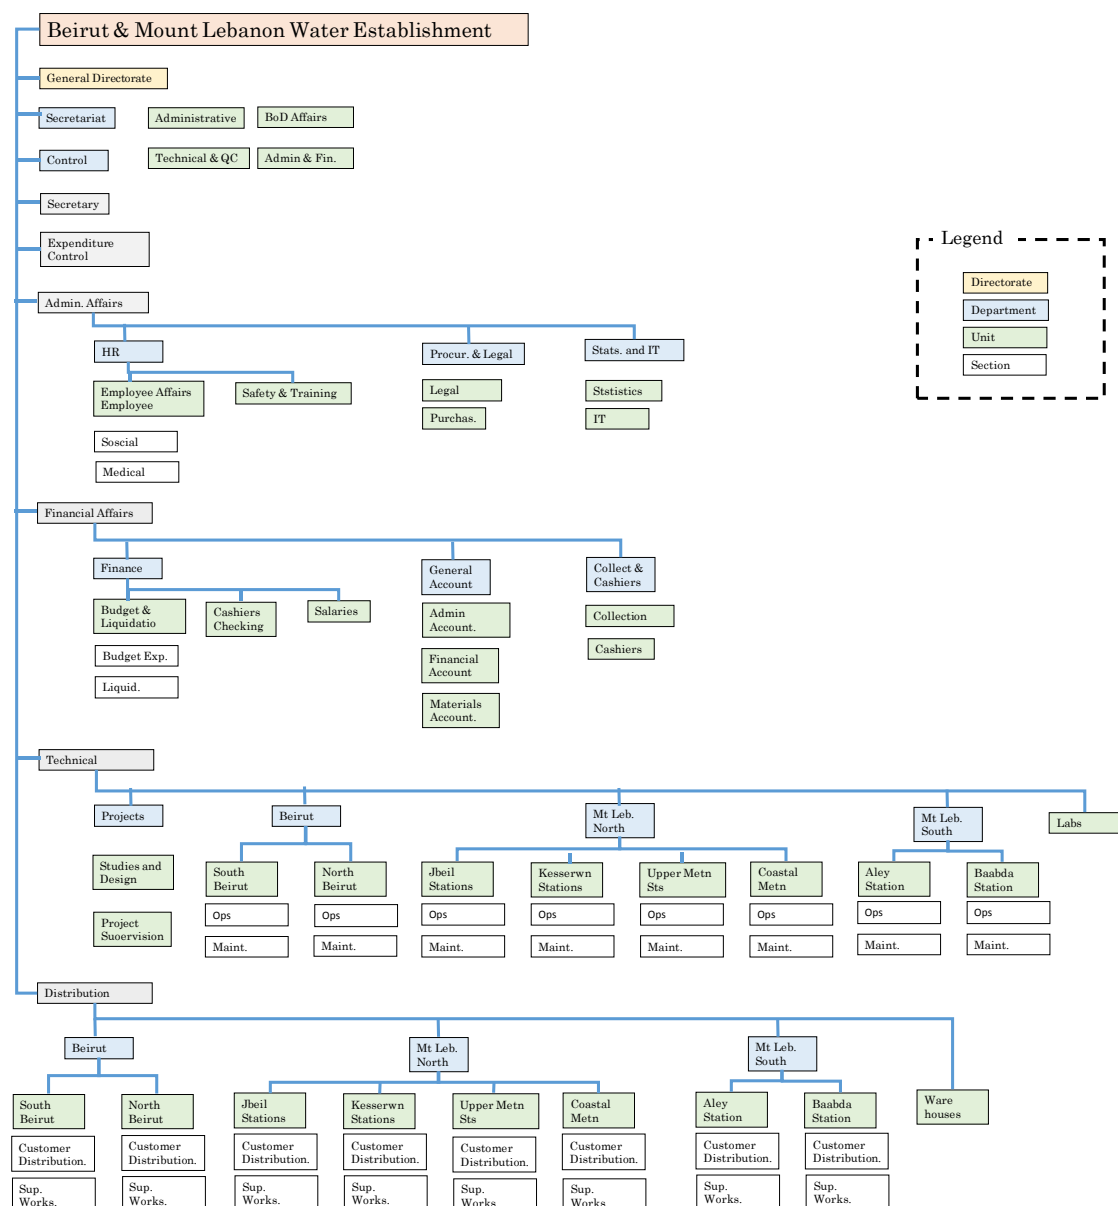 Beirut & Mount Lebanon Water Establishment
General Directorate
Secretariat
Administrative
BoD Affairs
Control
Technical & QC
Admin & Fin.
Secretary
Expenditure
Control
Legend
Directorate
Department
Unit
Section
Admin. Affairs
HR
Procur. & Legal
Stats. and IT
Employee Affairs
Employee
Safety & Training
Legal
Ststistics
Purchas.
IT
Soscial
Medical
Financial Affairs
Finance
General
Account
Collect &
Cashiers
Budget &
Liquidatio
Cashiers
Checking
Salaries
Admin
Account.
Collection
Budget Exp.
Financial
Account
Cashiers
Liquid.
Materials
Account.
Technical
Projects
Beirut
Mt Leb.
North
Mt Leb.
South
Labs
Studies and
Design
South
Beirut
North
Beirut
Jbeil
Stations
Kesserwn
Stations
Upper Metn
Sts
Coastal
Metn
Aley
Station
Baabda
Station
Project
Suoervision
Ops
Ops
Ops
Ops
Ops
Ops
Ops
Ops
Maint.
Maint.
Maint.
Maint.
Maint.
Maint.
Maint.
Maint.
Distribution
Beirut
Mt Leb.
North
Mt Leb.
South
South
Beirut
North
Beirut
Jbeil
Stations
Kesserwn
Stations
Upper Metn
Sts
Coastal
Metn
Aley
Station
Baabda
Station
Ware
houses
Customer
Distribution.
Customer
Distribution.
Customer
Distribution.
Customer
Distribution.
Customer
Distribution.
Customer
Distribution.
Customer
Distribution.
Customer
Distribution.
Sup.
Works.
Sup.
Works.
Sup.
Works.
Sup.
Works.
Sup.
Works.
Sup.
Works.
Sup.
Works.
Sup.
Works.